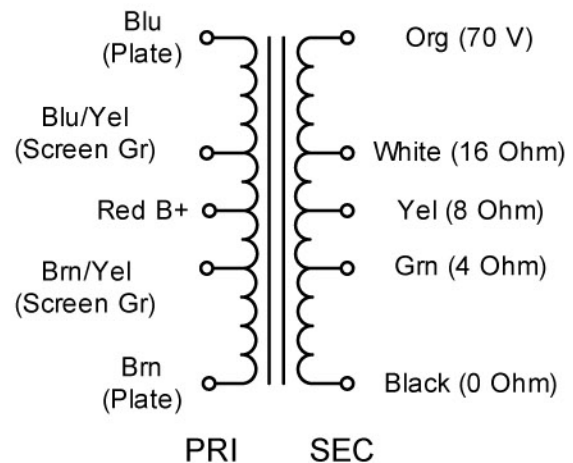 Blu
(Plate)
Org (70 V)
Blu/Yel
(Screen Gr)
White (16 Ohm)
Red B+
Yel (8 Ohm)
Brn/Yel
(Screen Gr)
Grn (4 Ohm)
Brn
(Plate)
Black (0 Ohm)
PRI
SEC